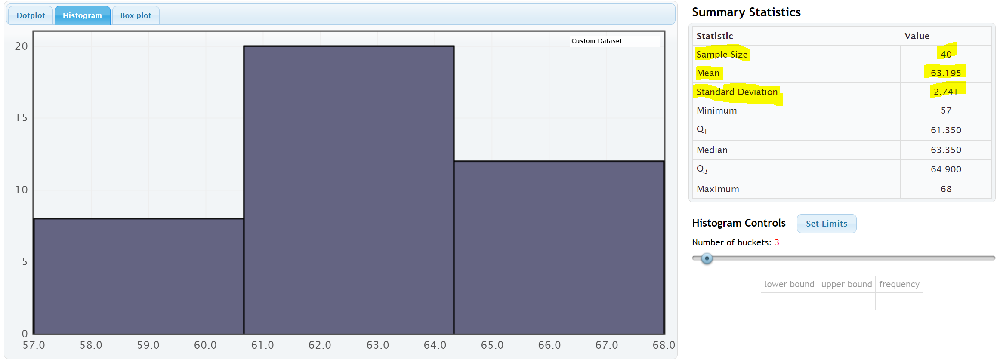 Dotplot Histogram Box plot
Custom Dataset
20
15
10
5
0
57.0 58.0 59.0 60.0 61.0 62.0 63.0 64.0 65.0 66.0 67.0 68.0
Summary Statistics
Statistic Value
Sample Size 40
Mean 63.195
Standard Deviation 2.741
Minimum 57
Q1 61.350
Median 63.350
Q3 64.900
Maximum 68
Histogram Controls Set Limits
Number of buckets: 3
lower bound upper bound frequency